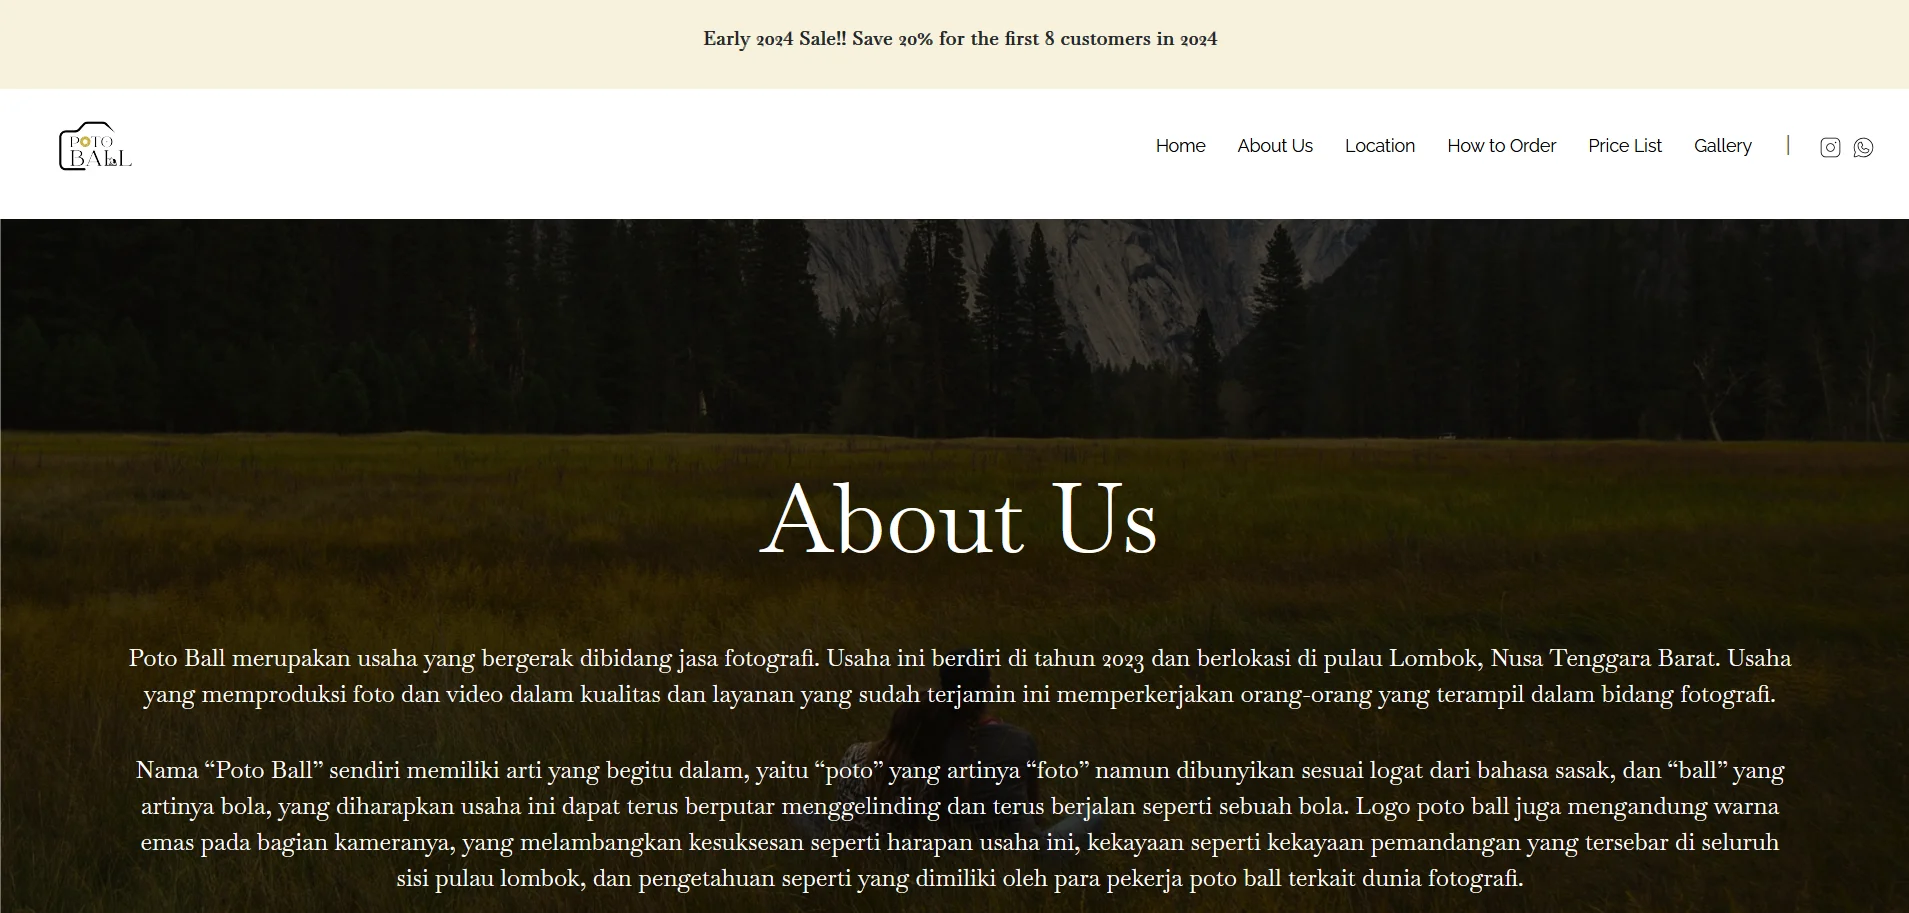 Early 2024 Sale!! Save 20% for the first 8 customers in 2024
POTO
BALL
Home About Us Location How to Order Price List Gallery |
About Us
Poto Ball merupakan usaha yang bergerak dibidang jasa fotografi. Usaha ini berdiri di tahun 2023 dan berlokasi di pulau Lombok, Nusa Tenggara Barat. Usaha
yang memproduksi foto dan video dalam kualitas dan layanan yang sudah terjamin ini memperkerjakan orang-orang yang terampil dalam bidang fotografi.
Nama “Poto Ball” sendiri memiliki arti yang begitu dalam, yaitu “poto” yang artinya “foto” namun dibunyikan sesuai logat dari bahasa sasak, dan “ball” yang
artinya bola, yang diharapkan usaha ini dapat terus berputar menggelinding dan terus berjalan seperti sebuah bola. Logo poto ball juga mengandung warna
emas pada bagian kameranya, yang melambangkan kesuksesan seperti harapan usaha ini, kekayaan seperti kekayaan pemandangan yang tersebar di seluruh
sisi pulau lombok, dan pengetahuan seperti yang dimiliki oleh para pekerja poto ball terkait dunia fotografi.